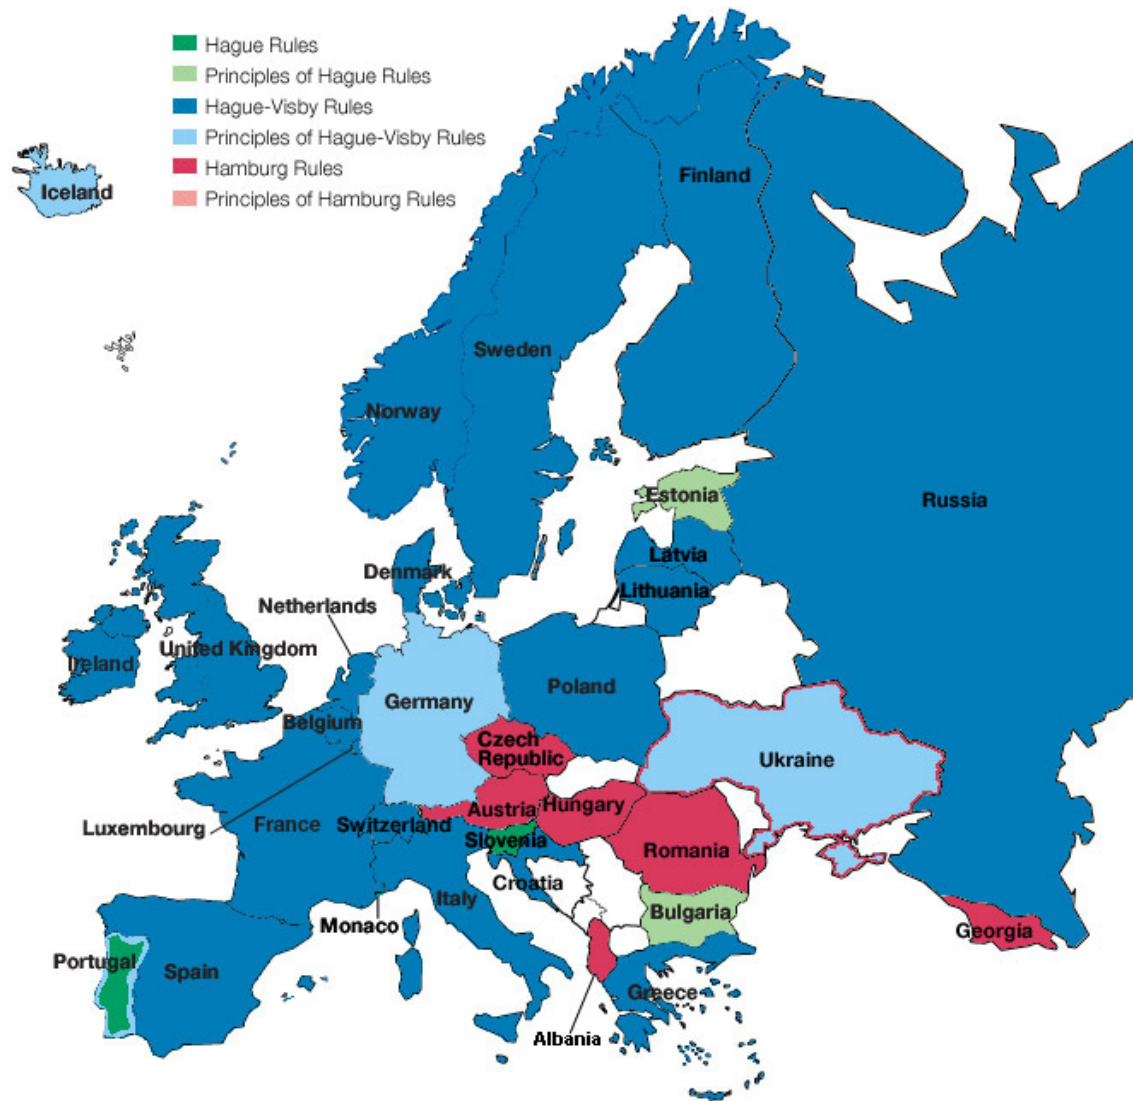 Hague Rules
Principles of Hague Rules
Hague-Visby Rules
Principles of Hague-Visby Rules
Hamburg Rules
Principles of Hamburg Rules
Iceland
Finland
Sweden
Norway
Estonia
Russia
Latvia
Denmark
Lithuania
Netherlands
United Kingdom
Ireland
Poland
Germany
Belgium
Czech
Republic
Ukraine
Hungary
Austria
Luxembourg
France
Switzerland
Slovenia
Romania
Croatia
Italy
Bulgaria
Monaco
Georgia
Portugal
Spain
Greece
Albania